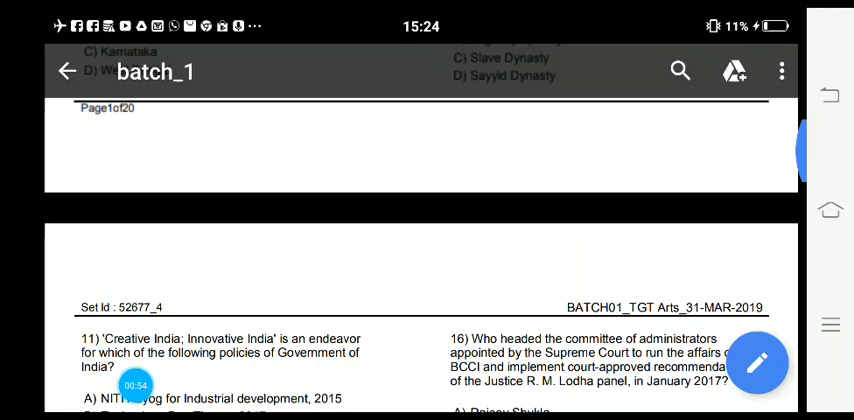 15:24
11%
C) Karnataka
D) We
batch_1
C) Slave Dynasty
D) Sayyid Dynasty
Page1of20
Set Id : 52677_4
BATCH01_TGT Arts_31-MAR-2019
11) 'Creative India; Innovative India' is an endeavor
for which of the following policies of Government of
India?
00:54
A) NITI yog for Industrial development, 2015
16) Who headed the committee of administrators
appointed by the Supreme Court to run the affairs
BCCI and implement court-approved recommenda
of the Justice R. M. Lodha panel, in January 2017?
A) Rajeev Shukla